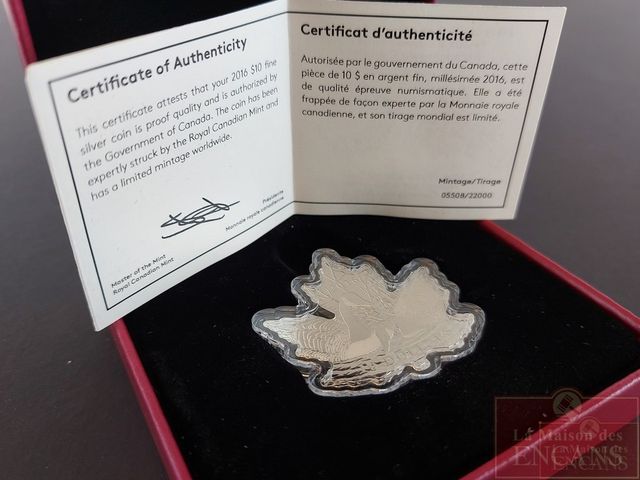 Certificate of Authenticity
This certificate attests that your 2016 $10 fine
silver coin is proof quality and is authorized by
the Government of Canada. The coin has been
expertly struck by the Royal Canadian Mint and
has a limited mintage worldwide.
Présidente
Monnaie royale canadienne
Master of the Mint
Royal Canadian Mint
Certificat d'authenticité
Autorisée par le gouvernement du Canada, cette
pièce de 10 $ en argent fin, millésimée 2016, est
de qualité épreuve numismatique. Elle a été
frappée de façon experte par la Monnaie royale
canadienne, et son tirage mondial est limité.
Mintage/Tirage
05508/22000
La Maison des
ENCANS
La Maison des
ENCANS